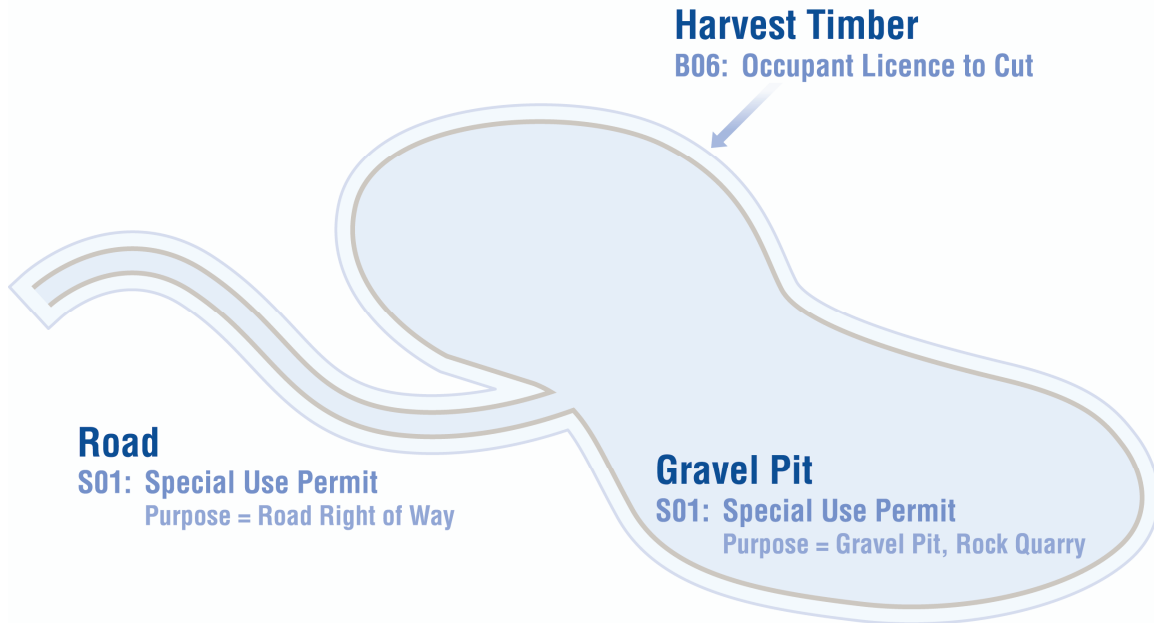 Harvest Timber
B06: Occupant Licence to Cut
Road
S01: Special Use Permit
Purpose = Road Right of Way
Gravel Pit
S01: Special Use Permit
Purpose = Gravel Pit, Rock Quarry